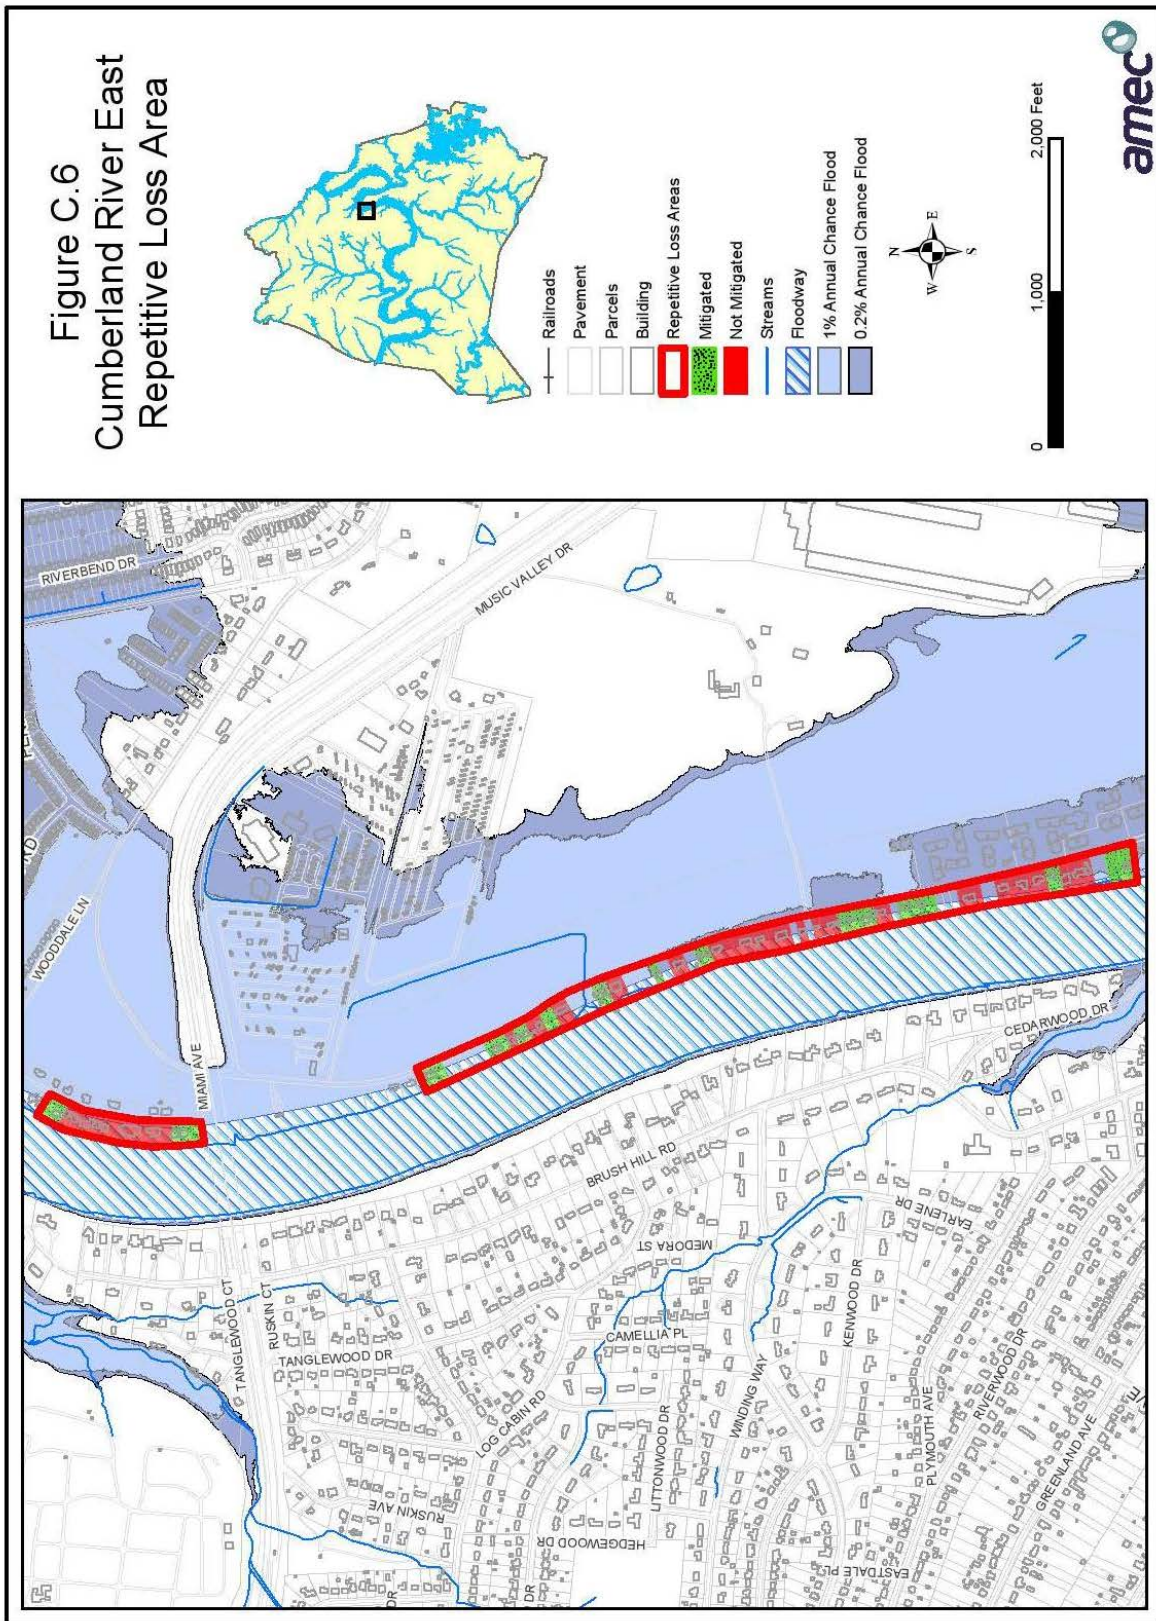 Figure C.6
Cumberland River East
Repetitive Loss Area
Railroads
Pavement
Parcels
Building
Repetitive Loss Areas
Mitigated
Not Mitigated
Streams
Floodway
1% Annual Chance Flood
0.2% Annual Chance Flood
N
W
E
S
0
1,000
2,000 Feet
amec
RIVERBEND DR
MUSIC VALLEY DR
WOODDALE LN
RD
MIAMI AVE
CEDARWOOD DR
BRUSH HILL RD
EARLENE DR
MEDORA ST
TANGLEWOOD CT
RUSKIN CT
TANGLEWOOD DR
CAMELLIA PL
KENWOOD DR
LOG CABIN RD
WINDING WAY
RIVERWOOD DR
PLYMOUTH AVE
LITTONWOOD DR
GREENLAND AVE
RUSKIN AVE
HEDGEWOOD DR
EASTDALE PL
DR
DR